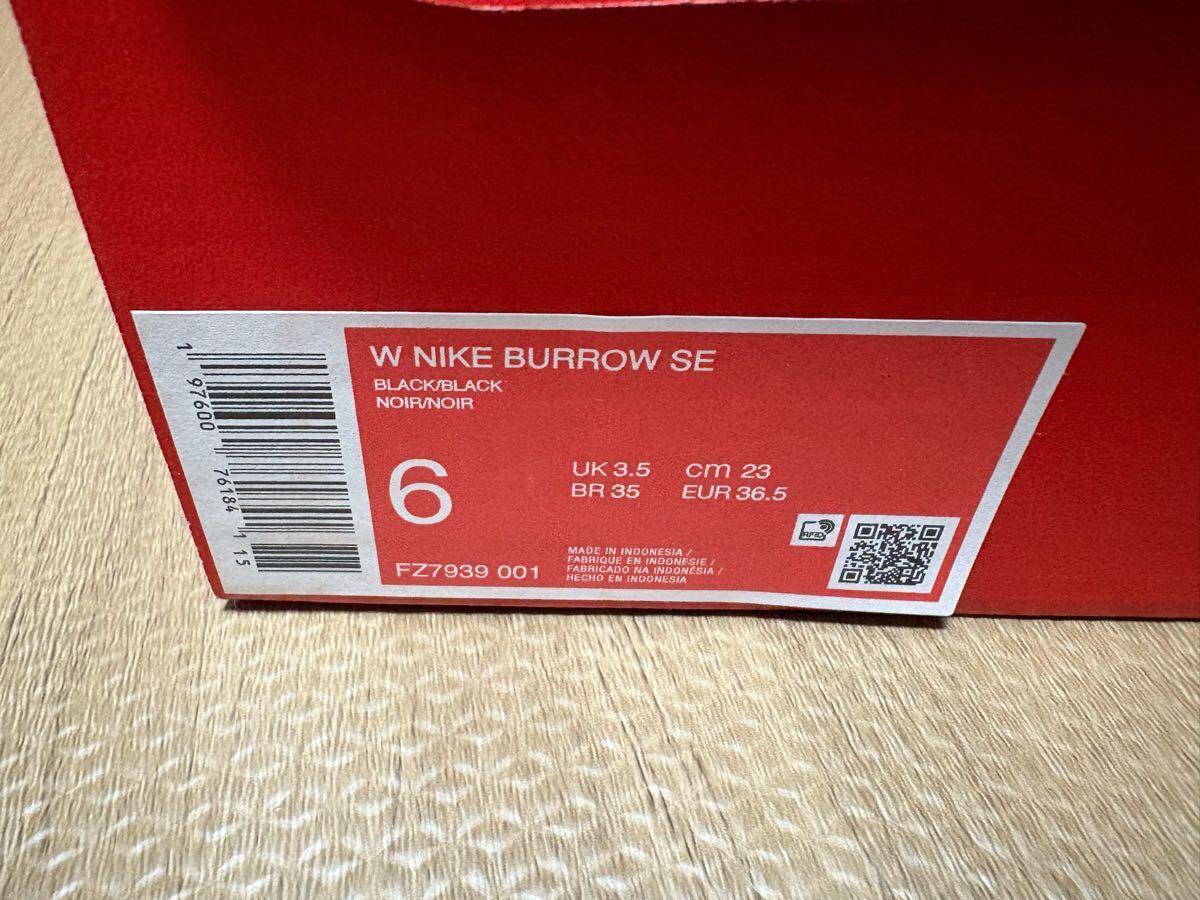 W NIKE BURROW SE
BLACK/BLACK
NOIR/NOIR
6
UK 3.5 cm 23
BR 35 EUR 36.5
FZ7939 001
MADE IN INDONESIA /
FABRIQUE EN INDONESIE /
FABRICADO NA INDONÉSIA /
HECHO EN INDONESIA
RFID
1 97600 76184 1 15